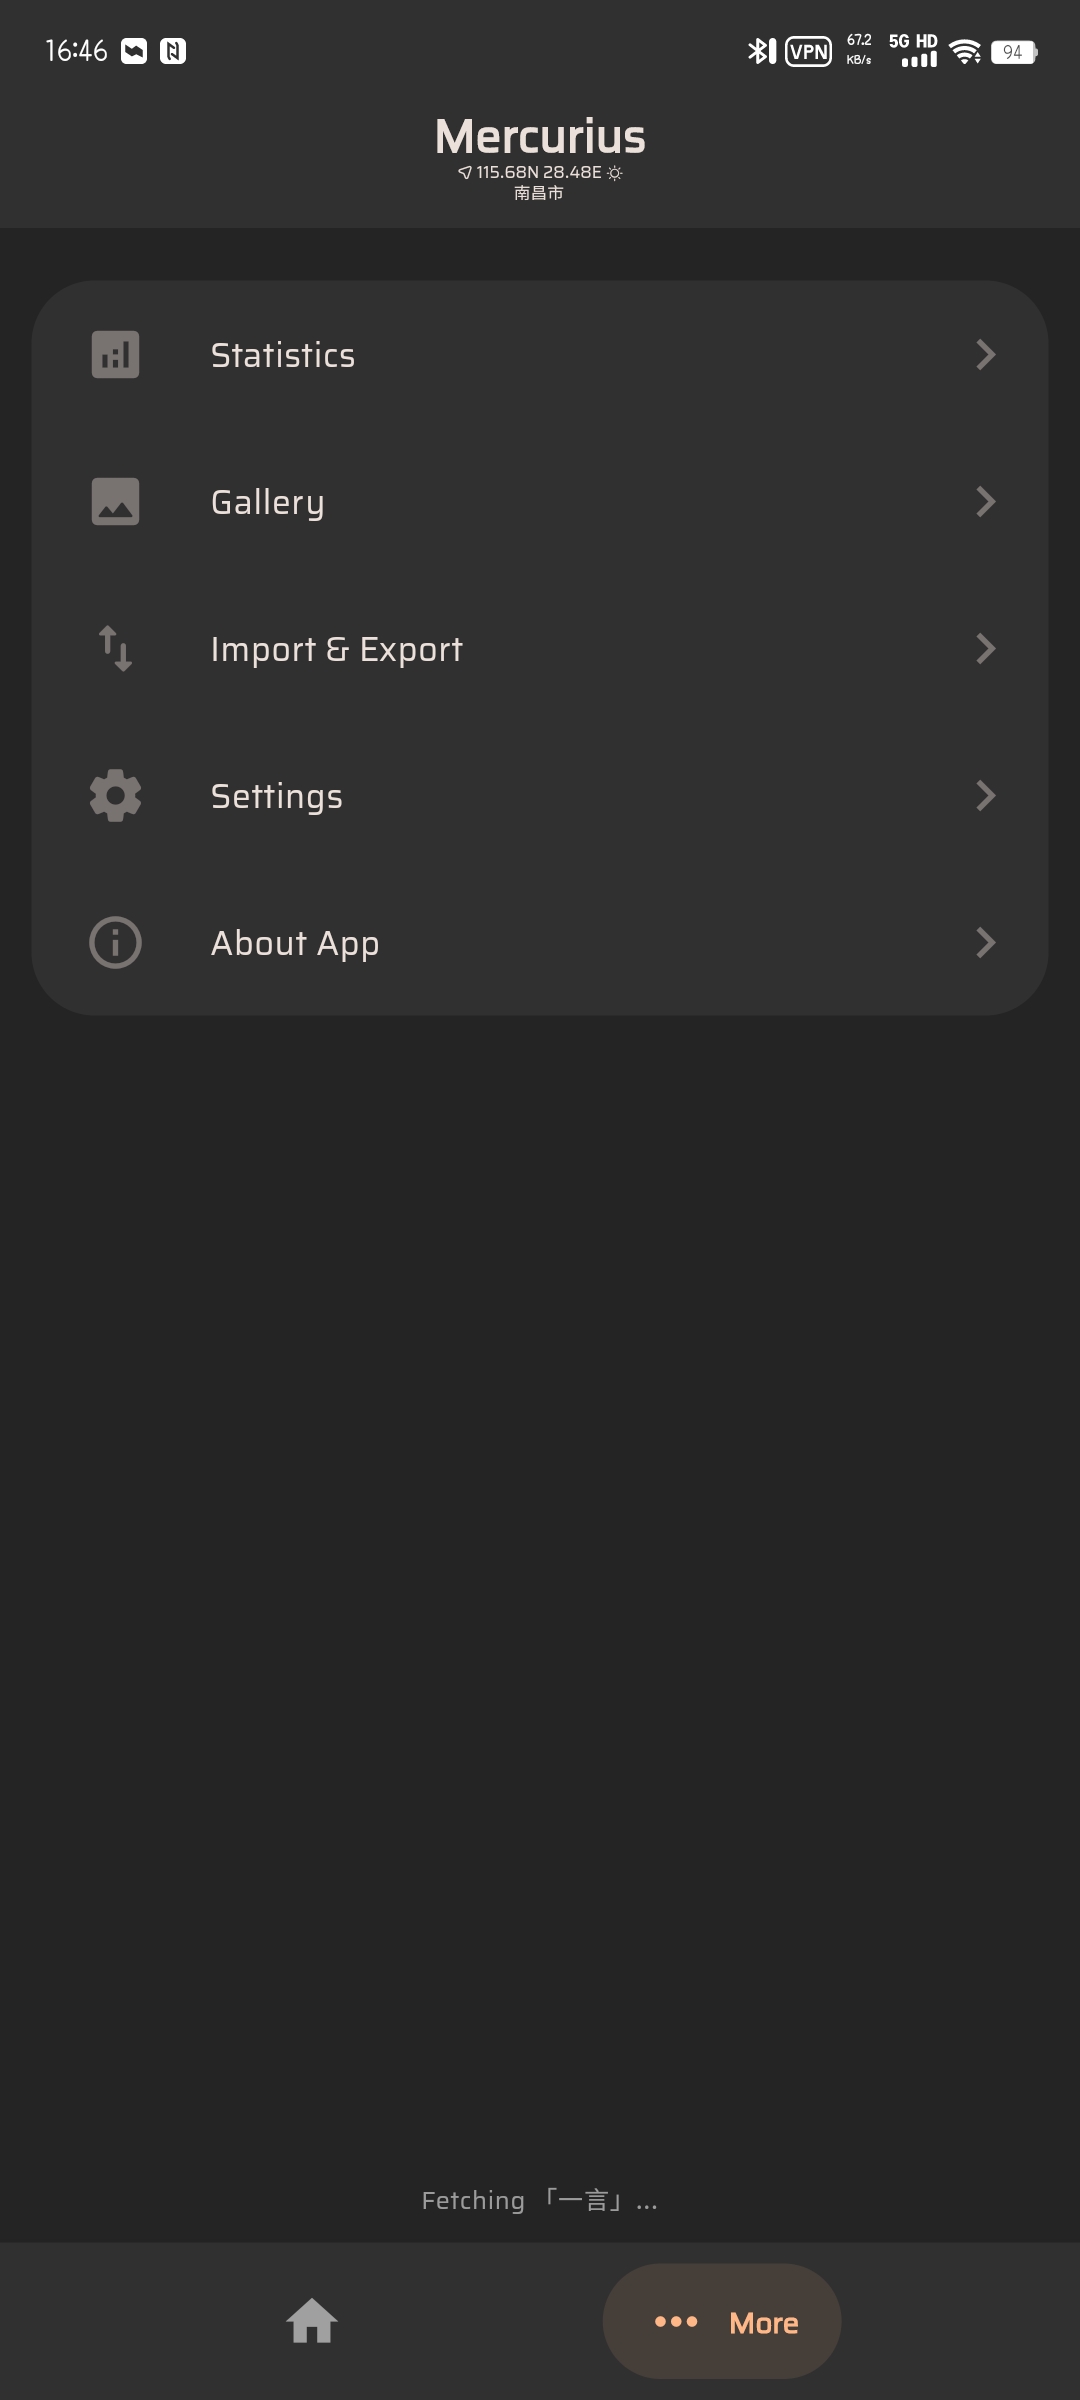 16:46
VPN
67.2
KB/s
5G HD
94
Mercurius
115.68N 28.48E
南昌市
Statistics
Gallery
Import & Export
Settings
About App
Fetching 「一言」...
More